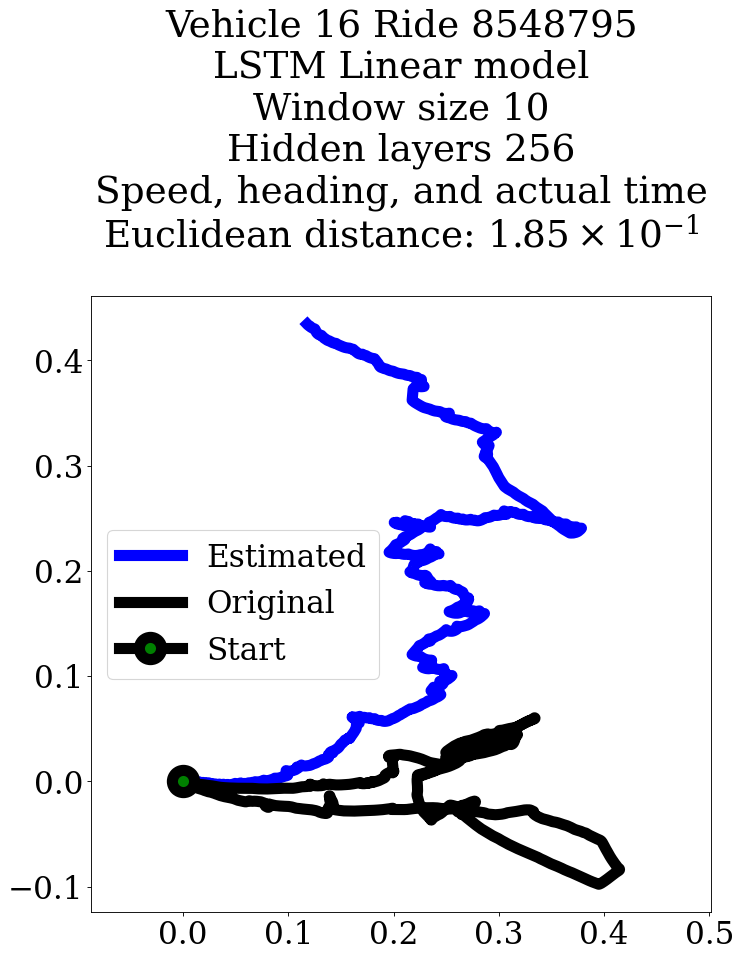 Vehicle 16 Ride 8548795
LSTM Linear model
Window size 10
Hidden layers 256
Speed, heading, and actual time
Euclidean distance: 1.85 × 10⁻¹
0.4
0.3
0.2
0.1
0.0
−0.1
Estimated
Original
Start
0.0 0.1 0.2 0.3 0.4 0.5